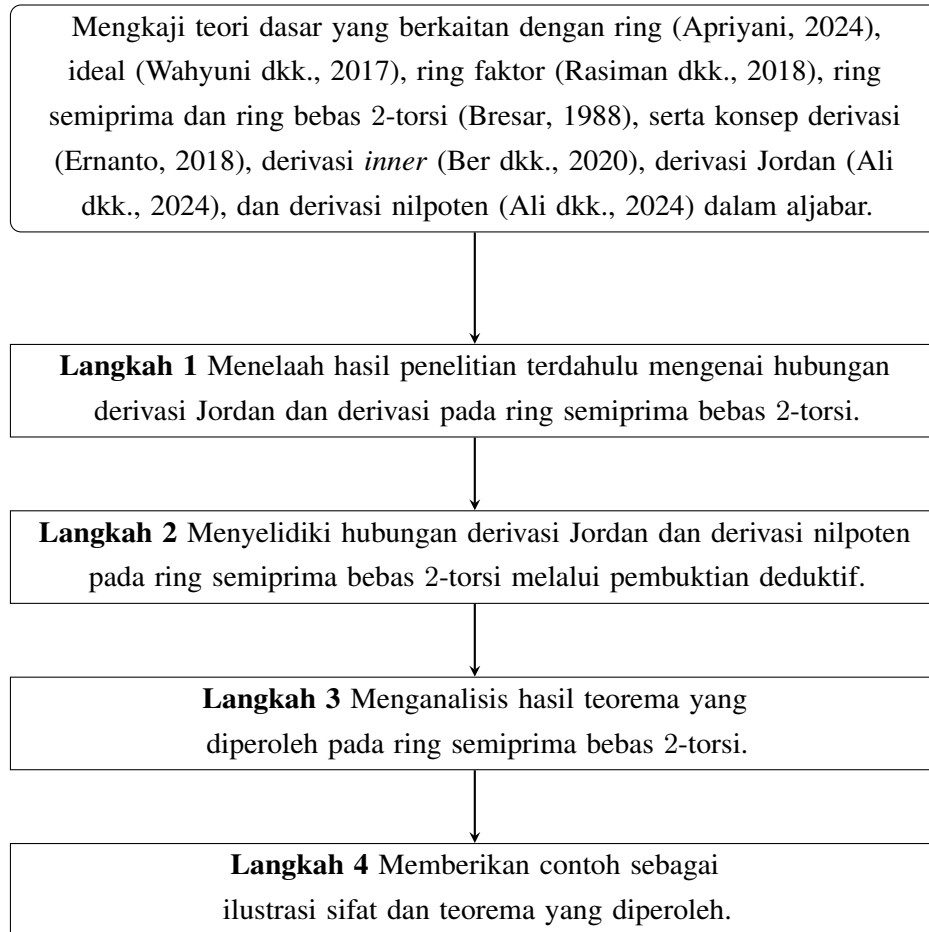 Mengkaji teori dasar yang berkaitan dengan ring (Apriyani, 2024),
ideal (Wahyuni dkk., 2017), ring faktor (Rasiman dkk., 2018), ring
semiprima dan ring bebas 2-torsi (Bresar, 1988), serta konsep derivasi
(Ernanto, 2018), derivasi inner (Ber dkk., 2020), derivasi Jordan (Ali
dkk., 2024), dan derivasi nilpoten (Ali dkk., 2024) dalam aljabar.
Langkah 1 Menelaah hasil penelitian terdahulu mengenai hubungan
derivasi Jordan dan derivasi pada ring semiprima bebas 2-torsi.
Langkah 2 Menyelidiki hubungan derivasi Jordan dan derivasi nilpoten
pada ring semiprima bebas 2-torsi melalui pembuktian deduktif.
Langkah 3 Menganalisis hasil teorema yang
diperoleh pada ring semiprima bebas 2-torsi.
Langkah 4 Memberikan contoh sebagai
ilustrasi sifat dan teorema yang diperoleh.